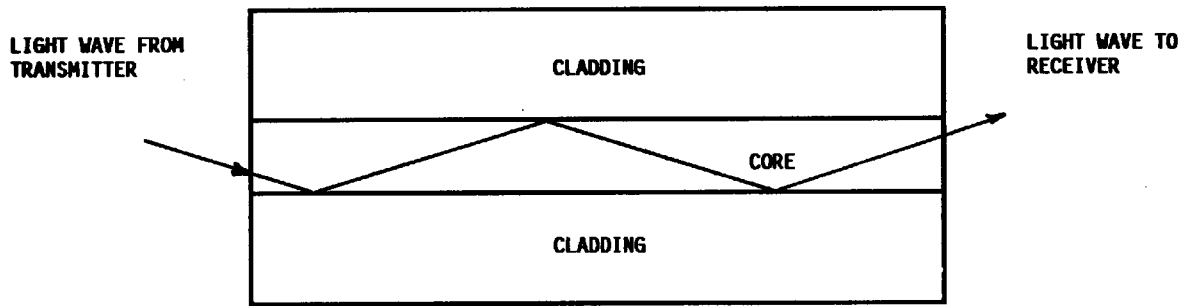 LIGHT WAVE FROM
TRANSMITTER
CLADDING
LIGHT WAVE TO
RECEIVER
CORE
CLADDING